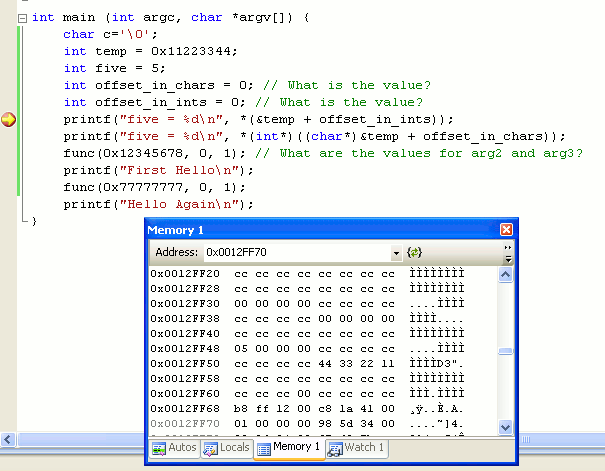 int main (int argc, char *argv[]) {
char c='\0';
int temp = 0x11223344;
int five = 5;
int offset_in_chars = 0; // What is the value?
int offset_in_ints = 0; // What is the value?
printf("five = %d\n", *(&temp + offset_in_ints));
printf("five = %d\n", *(int*)((char*)&temp + offset_in_chars));
func(0x12345678, 0, 1); // What are the values for arg2 and arg3?
printf("First Hello\n");
func(0x77777777, 0, 1);
printf("Hello Again\n");
}
Memory 1
Address: 0x0012FF70
0x0012FF20 cc cc cc cc cc cc cc cc ÌÌÌÌÌÌÌÌ
0x0012FF28 cc cc cc cc cc cc cc cc ÌÌÌÌÌÌÌÌ
0x0012FF30 00 00 00 00 cc cc cc cc ....ÌÌÌÌ
0x0012FF38 cc cc cc cc 00 00 00 00 ÌÌÌÌ....
0x0012FF40 cc cc cc cc cc cc cc cc ÌÌÌÌÌÌÌÌ
0x0012FF48 05 00 00 00 cc cc cc cc ....ÌÌÌÌ
0x0012FF50 cc cc cc cc 44 33 22 11 ÌÌÌÌD3".
0x0012FF58 cc cc cc cc cc cc cc cc ÌÌÌÌÌÌÌÌ
0x0012FF60 cc cc cc cc cc cc cc 00 ÌÌÌÌÌÌÌ.
0x0012FF68 b8 ff 12 00 c8 1a 41 00 ¸ÿ..È.A.
0x0012FF70 01 00 00 00 98 5d 34 00 ....˜]4.
Autos Locals Memory 1 Watch 1